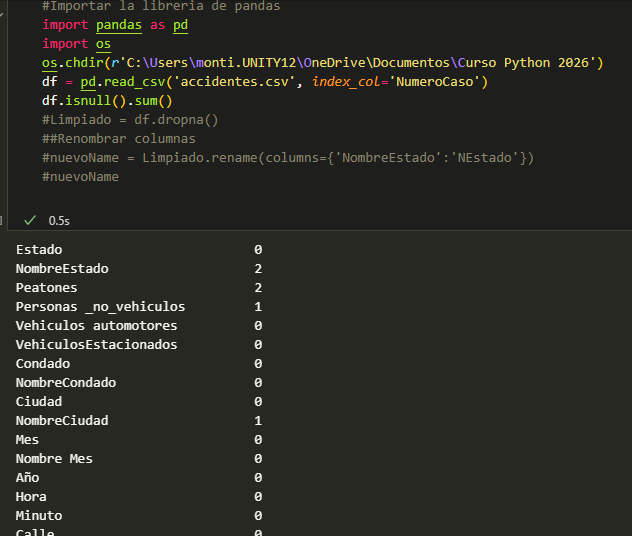 #Importar la libreria de pandas
import pandas as pd
import os
os.chdir(r'C:\Users\monti.UNITY12\OneDrive\Documentos\Curso Python 2026')
df = pd.read_csv('accidentes.csv', index_col='NumeroCaso')
df.isnull().sum()
#Limpiado = df.dropna()
##Renombrar columnas
#nuevoName = Limpiado.rename(columns={'NombreEstado':'NEstado'})
#nuevoName
0.5s
Estado 0
NombreEstado 2
Peatones 2
Personas _no_vehiculos 1
Vehiculos automotores 0
VehiculosEstacionados 0
Condado 0
NombreCondado 0
Ciudad 0
NombreCiudad 1
Mes 0
Nombre Mes 0
Año 0
Hora 0
Minuto 0
Calle 0